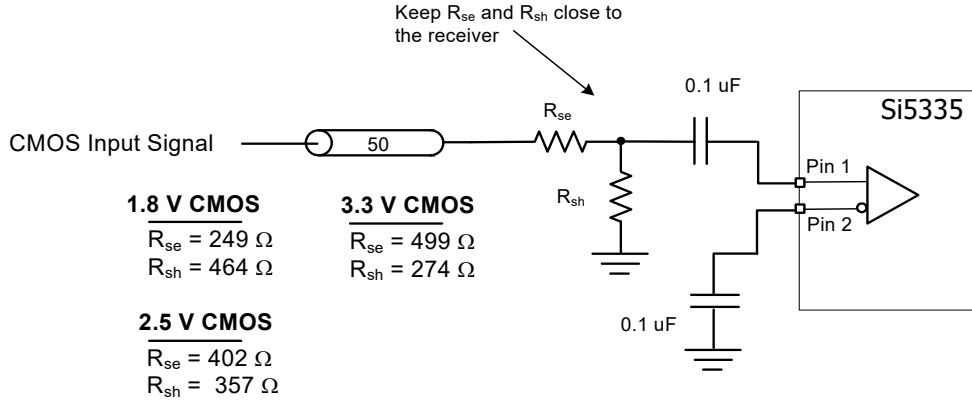 Keep Rse and Rsh close to
the receiver
0.1 uF
Si5335
Rse
CMOS Input Signal
50
Pin 1
Rsh
Pin 2
1.8 V CMOS
Rse = 249 Ω
Rsh = 464 Ω
3.3 V CMOS
Rse = 499 Ω
Rsh = 274 Ω
0.1 uF
2.5 V CMOS
Rse = 402 Ω
Rsh = 357 Ω